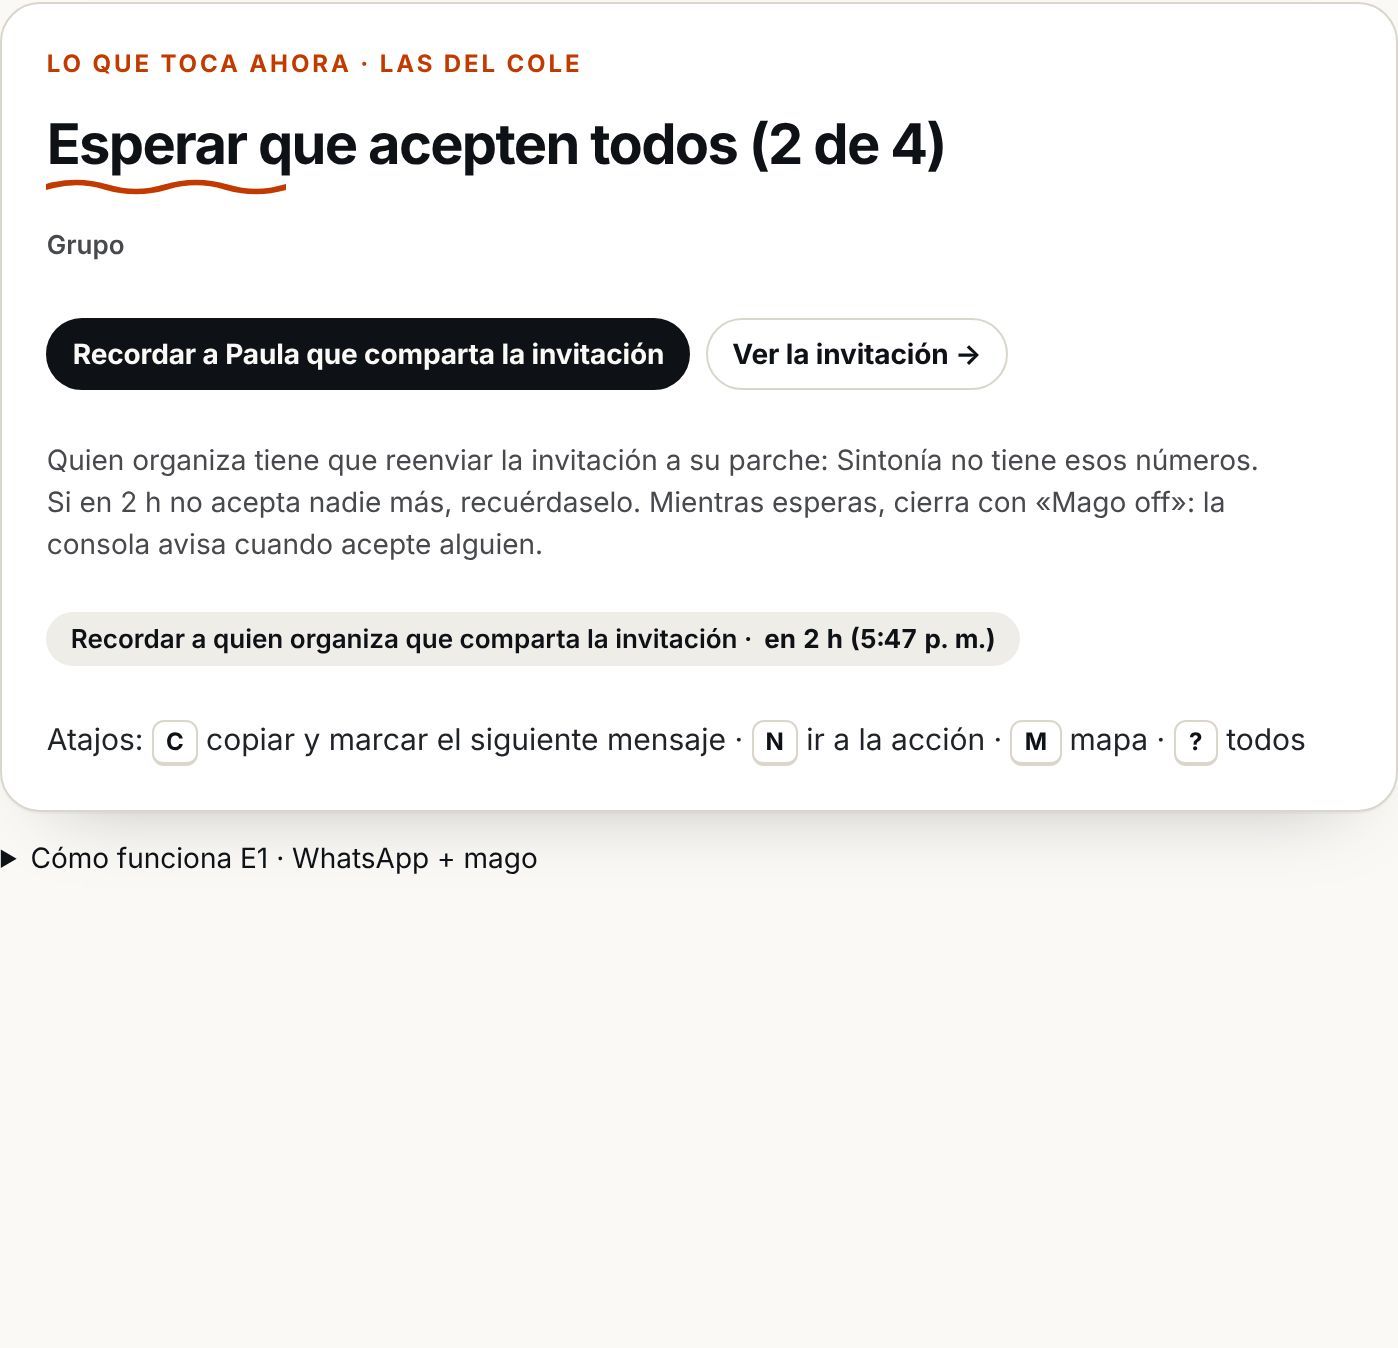 LO QUE TOCA AHORA · LAS DEL COLE
Esperar que acepten todos (2 de 4)
Grupo
Recordar a Paula que comparta la invitación
Ver la invitación →
Quien organiza tiene que reenviar la invitación a su parche: Sintonía no tiene esos números.
Si en 2 h no acepta nadie más, recuérdaselo. Mientras esperas, cierra con «Mago off»: la
consola avisa cuando acepte alguien.
Recordar a quien organiza que comparta la invitación · en 2 h (5:47 p. m.)
Atajos: C copiar y marcar el siguiente mensaje · N ir a la acción · M mapa · ? todos
▶ Cómo funciona E1 · WhatsApp + mago